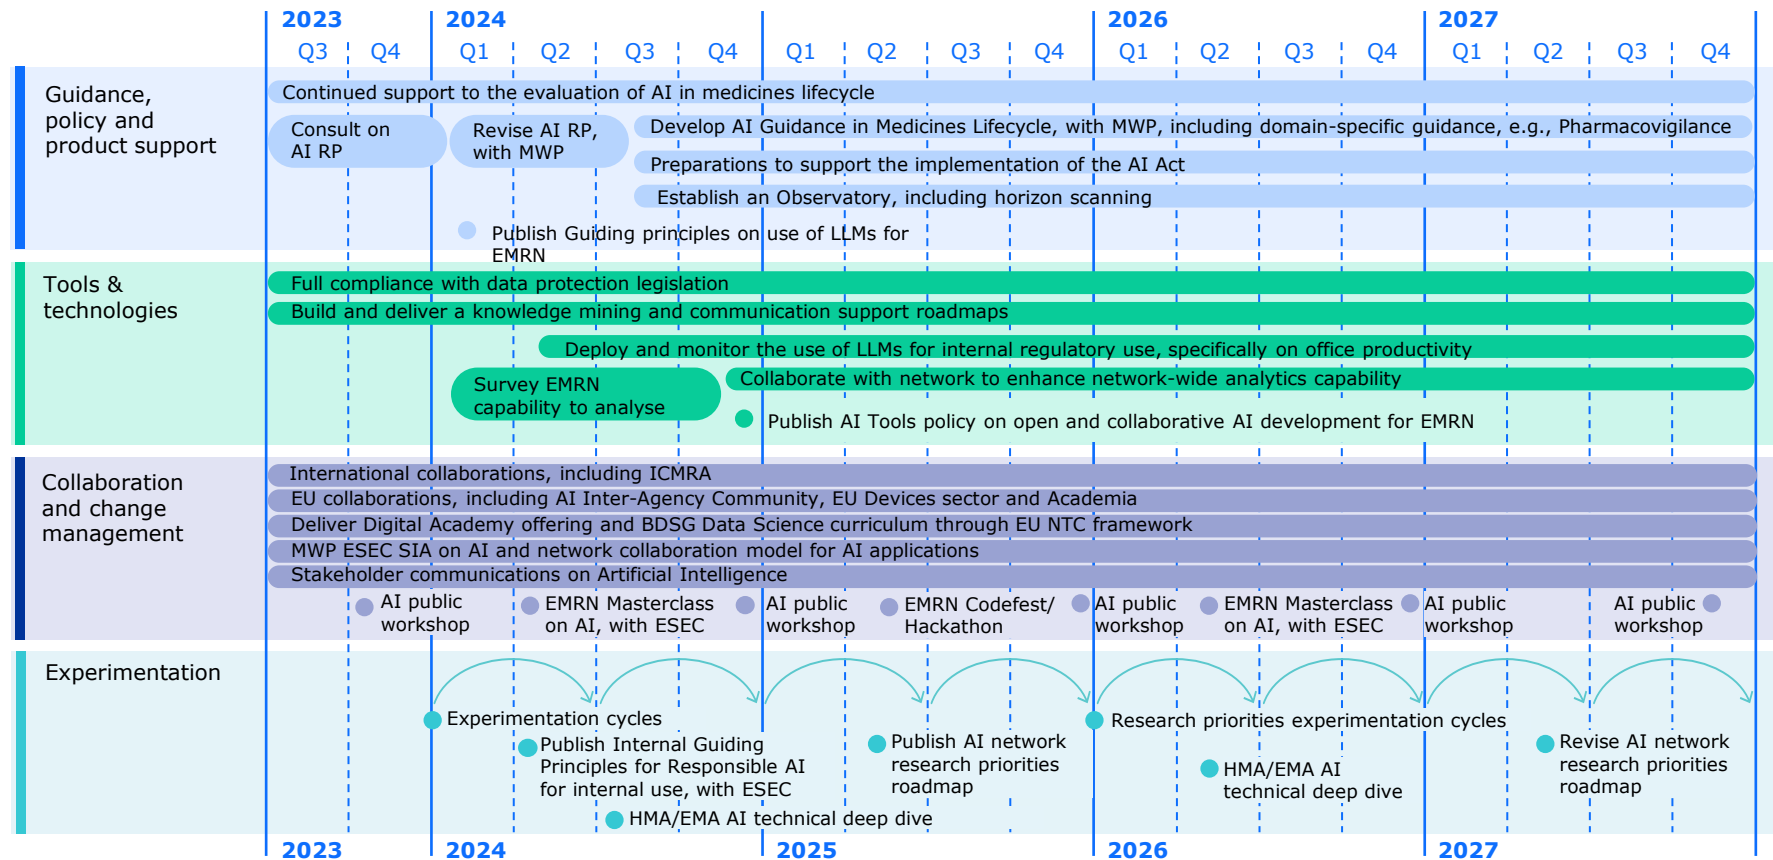 2023
2024
2026
2027
Q3
Q4
Q1
Q2
Q3
Q4
Q1
Q2
Q3
Q4
Q1
Q2
Q3
Q4
Q1
Q2
Q3
Q4
Guidance,
policy and
product support
Continued support to the evaluation of AI in medicines lifecycle
Consult on
AI RP
Revise AI RP,
with MWP
Develop AI Guidance in Medicines Lifecycle, with MWP, including domain-specific guidance, e.g., Pharmacovigilance
Preparations to support the implementation of the AI Act
Establish an Observatory, including horizon scanning
Publish Guiding principles on use of LLMs for
EMRN
Tools &
technologies
Full compliance with data protection legislation
Build and deliver a knowledge mining and communication support roadmaps
Deploy and monitor the use of LLMs for internal regulatory use, specifically on office productivity
Survey EMRN
capability to analyse
Collaborate with network to enhance network-wide analytics capability
Publish AI Tools policy on open and collaborative AI development for EMRN
Collaboration
and change
management
International collaborations, including ICMRA
EU collaborations, including AI Inter-Agency Community, EU Devices sector and Academia
Deliver Digital Academy offering and BDSG Data Science curriculum through EU NTC framework
MWP ESEC SIA on AI and network collaboration model for AI applications
Stakeholder communications on Artificial Intelligence
AI public
workshop
EMRN Masterclass
on AI, with ESEC
AI public
workshop
EMRN Codefest/
Hackathon
AI public
workshop
EMRN Masterclass
on AI, with ESEC
AI public
workshop
AI public
workshop
Experimentation
Experimentation cycles
Publish Internal Guiding
Principles for Responsible AI
for internal use, with ESEC
HMA/EMA AI technical deep dive
Publish AI network
research priorities
roadmap
Research priorities experimentation cycles
HMA/EMA AI
technical deep dive
Revise AI network
research priorities
roadmap
2023
2024
2025
2026
2027